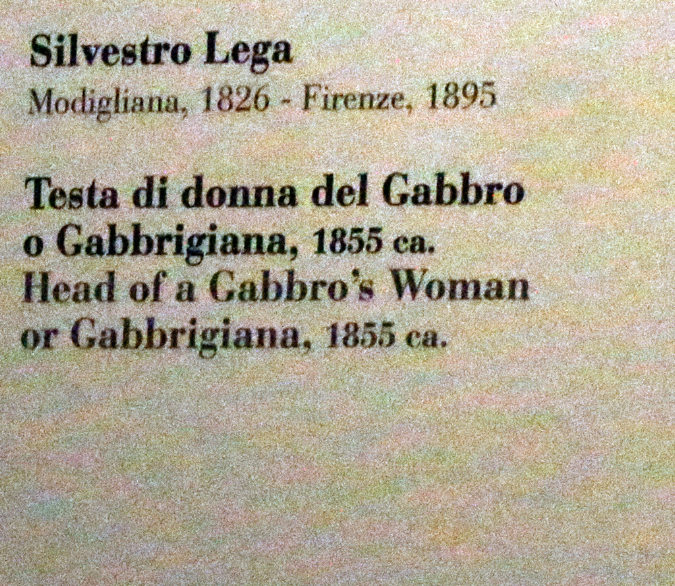 Silvestro Lega
Modigliana, 1826 - Firenze, 1895
Testa di donna del Gabbro
o Gabbrigiana, 1855 ca.
Head of a Gabbro's Woman
or Gabbrigiana, 1855 ca.